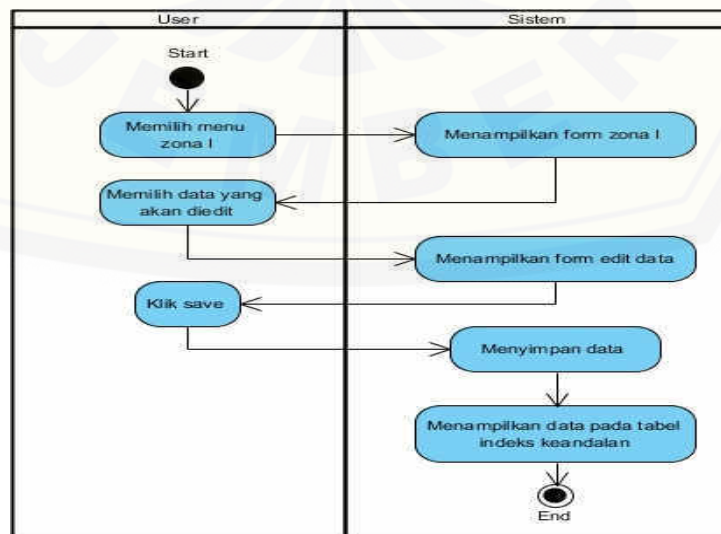 User
Sistem
Start
Memilih menu
zona I
Menampilkan form zona I
Memilih data yang
akan diedit
Menampilkan form edit data
Klik save
Menyimpan data
Menampilkan data pada tabel
indeks keandalan
End
JEMBER